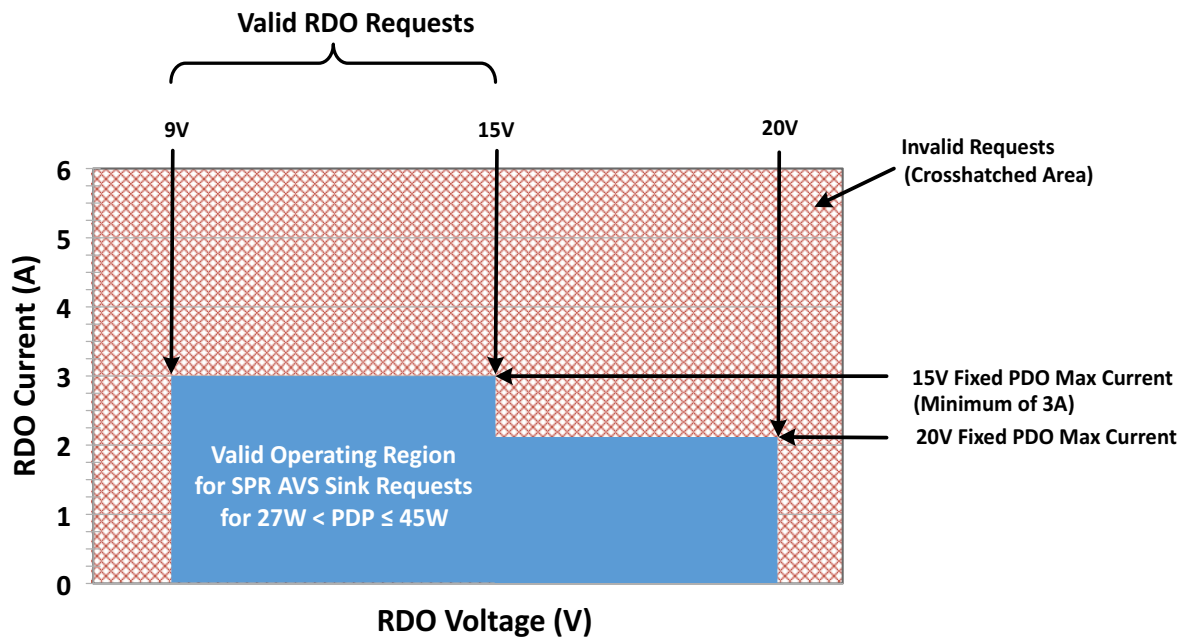 Valid RDO Requests
9V
15V
20V
Invalid Requests
(Crosshatched Area)
6
5
4
3
2
1
0
RDO Current (A)
15V Fixed PDO Max Current
(Minimum of 3A)
20V Fixed PDO Max Current
Valid Operating Region
for SPR AVS Sink Requests
for 27W < PDP ≤ 45W
RDO Voltage (V)